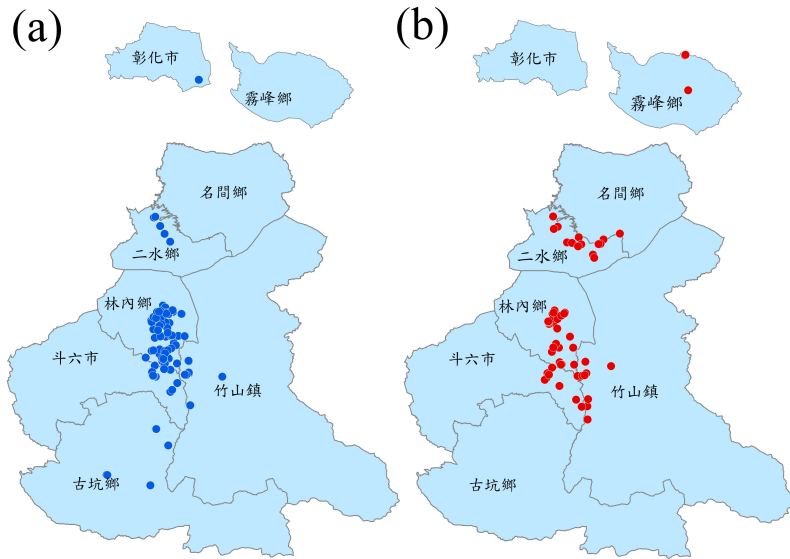 (a)
彰化市
霧峰鄉
名間鄉
二水鄉
林內鄉
斗六市
竹山鎮
古坑鄉
(b)
彰化市
霧峰鄉
名間鄉
二水鄉
林內鄉
斗六市
竹山鎮
古坑鄉